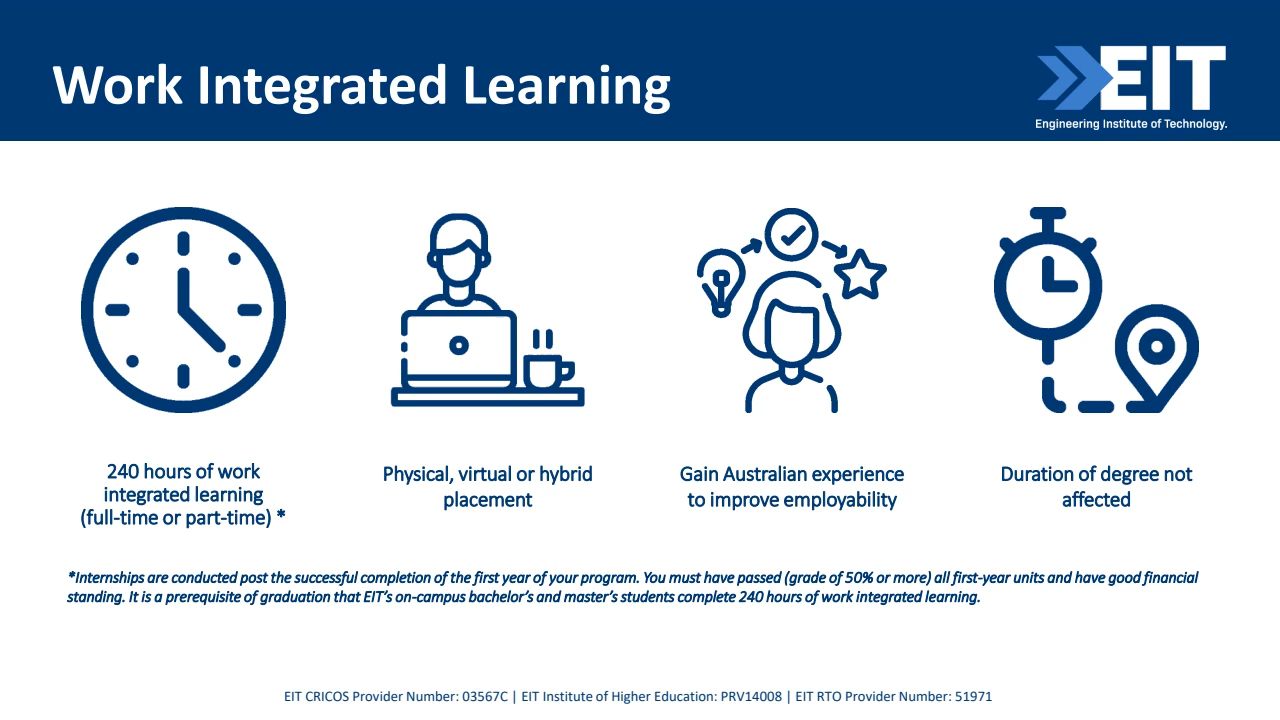 Work Integrated Learning
EIT
Engineering Institute of Technology.
240 hours of work
integrated learning
(full-time or part-time) *
Physical, virtual or hybrid
placement
Gain Australian experience
to improve employability
Duration of degree not
affected
*Internships are conducted post the successful completion of the first year of your program. You must have passed (grade of 50% or more) all first-year units and have good financial
standing. It is a prerequisite of graduation that EIT's on-campus bachelor's and master's students complete 240 hours of work integrated learning.
EIT CRICOS Provider Number: 03567C | EIT Institute of Higher Education: PRV14008 | EIT RTO Provider Number: 51971